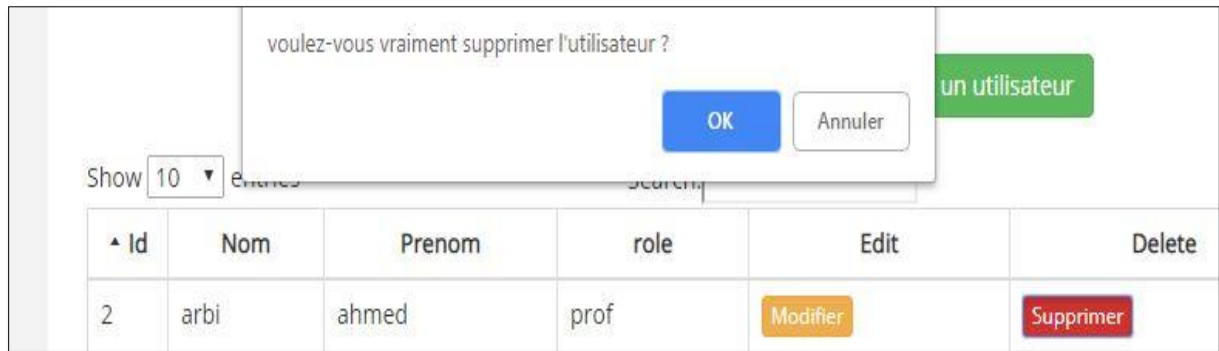 voulez-vous vraiment supprimer l'utilisateur ?
un utilisateur
OK Annuler
Show 10 entries Search:
Id Nom Prenom role Edit Delete
2 arbi ahmed prof Modifier Supprimer